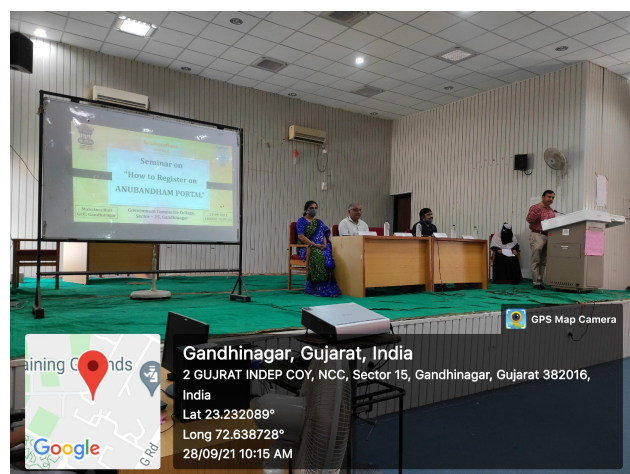 Seminar on
"How to Register on
ANUBANDHAM PORTAL"
Government Commerce College,
Sector - 15, Gandhinagar
GPS Map Camera
aining G nds
G Rd
Google
Gandhinagar, Gujarat, India
2 GUJRAT INDEP COY, NCC, Sector 15, Gandhinagar, Gujarat 382016,
India
Lat 23.232089°
Long 72.638728°
28/09/21 10:15 AM